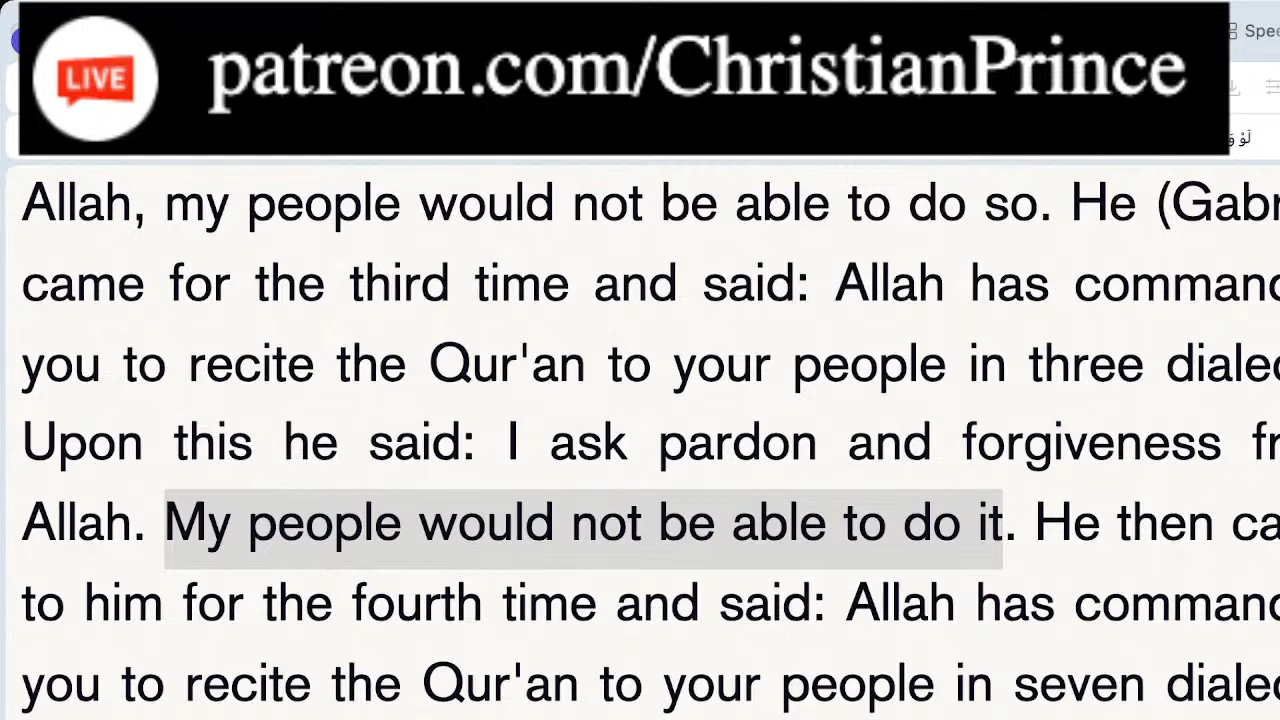 LIVE
patreon.com/ChristianPrince
Allah, my people would not be able to do so. He
came for the third time and said: Allah has
you to recite the Qur'an to your people in three
Upon this he said: I ask pardon and forgiveness
Allah. My people would not be able to do it. He then
to him for the fourth time and said: Allah has
you to recite the Qur'an to your people in seven